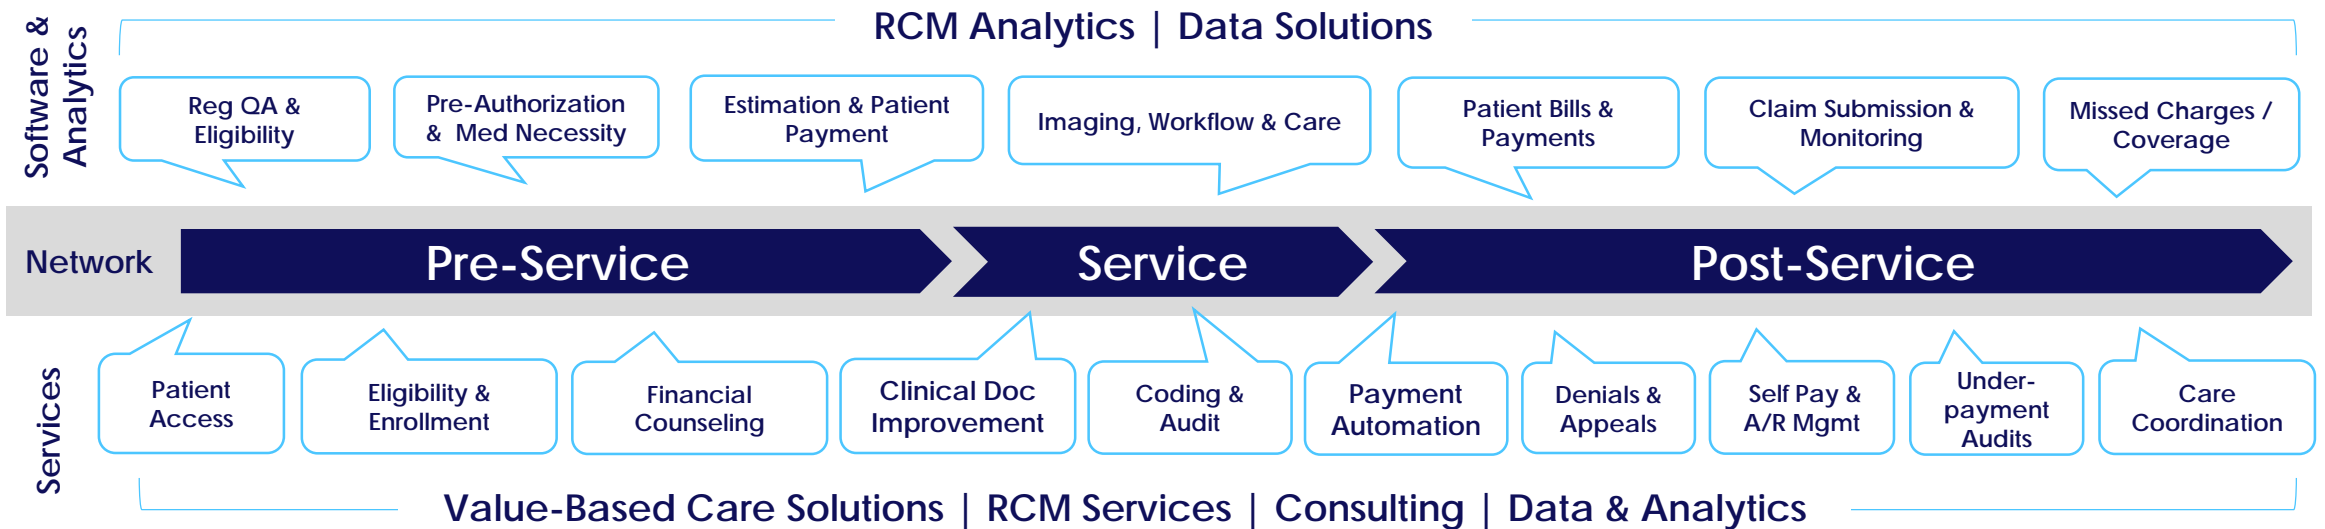 Software &
Analytics
RCM Analytics | Data Solutions
Reg QA &
Eligibility
Pre-Authorization
& Med Necessity
Estimation & Patient
Payment
Imaging, Workflow & Care
Patient Bills &
Payments
Claim Submission &
Monitoring
Missed Charges /
Coverage
Network
Pre-Service
Service
Post-Service
Services
Patient
Access
Eligibility &
Enrollment
Financial
Counseling
Clinical Doc
Improvement
Coding &
Audit
Payment
Automation
Denials &
Appeals
Self Pay &
A/R Mgmt
Under-
payment
Audits
Care
Coordination
Value-Based Care Solutions | RCM Services | Consulting | Data & Analytics